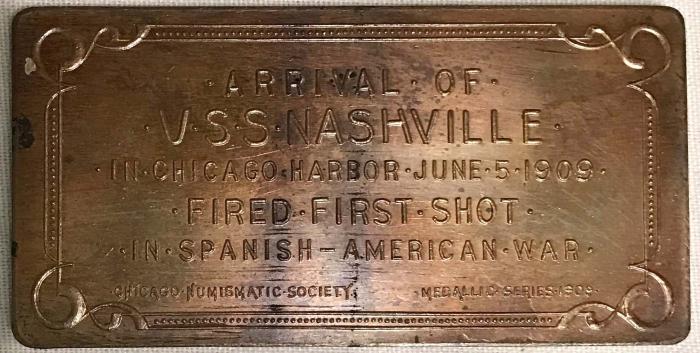 ·ARRIVAL·OF·
·U·S·S·NASHVILLE·
·IN·CHICAGO·HARBOR·JUNE·5·1909·
·FIRED·FIRST·SHOT·
·IN·SPANISH–AMERICAN·WAR·
CHICAGO·NUMISMATIC·SOCIETY· ·MEDALLIC·SERIES·1909·